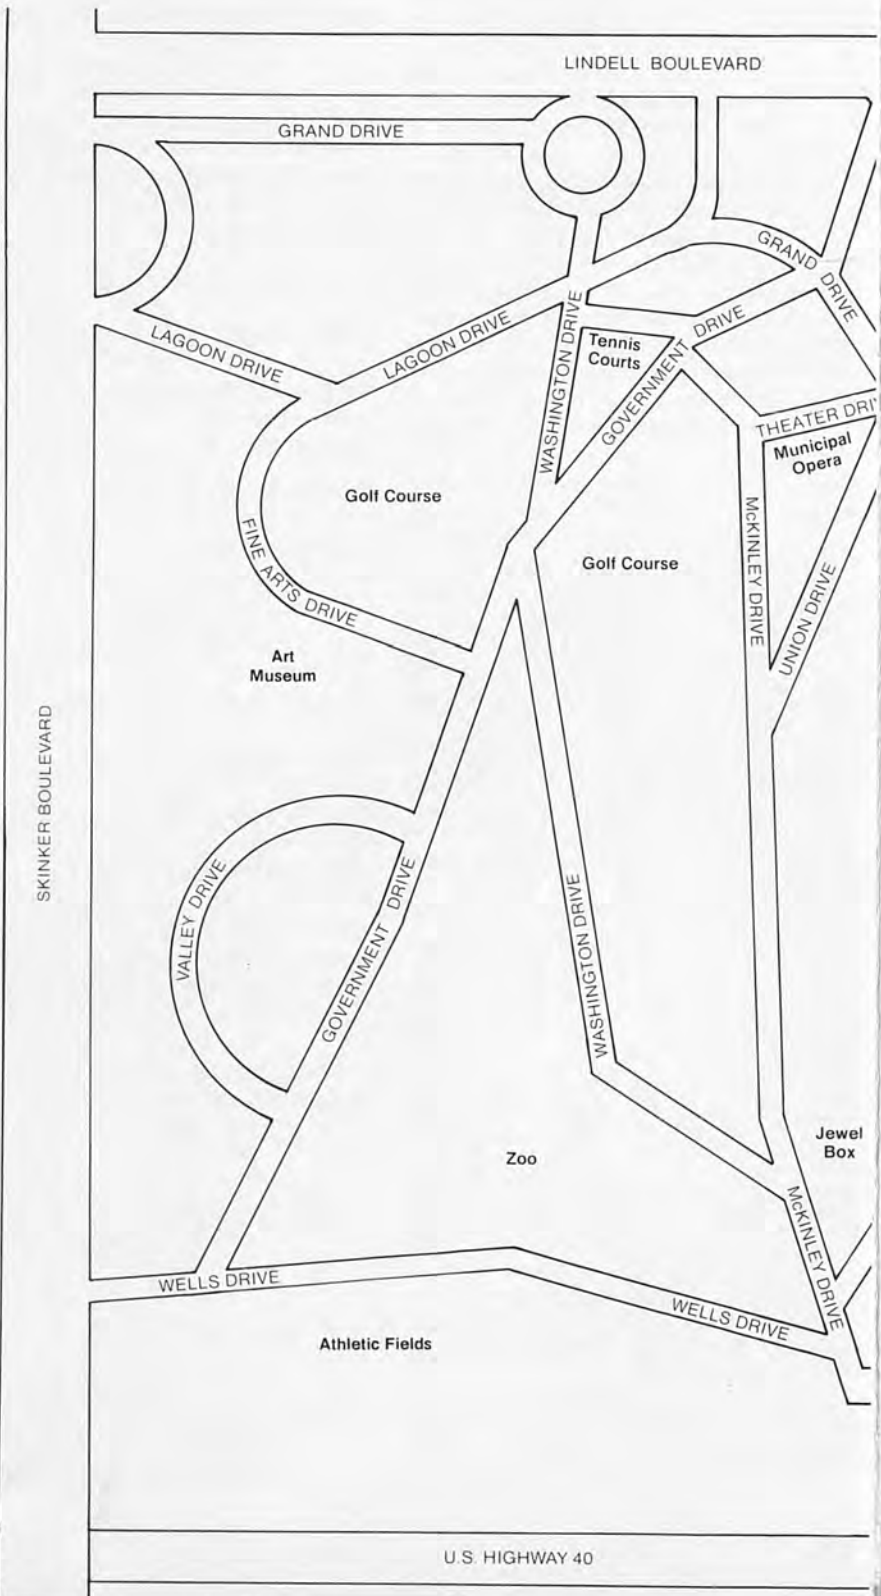 LINDELL BOULEVARD
GRAND DRIVE
GRAND DRIVE
LAGOON DRIVE
LAGOON DRIVE
WASHINGTON DRIVE
Tennis
Courts
GOVERNMENT DRIVE
THEATER DRIV
Municipal
Opera
Golf Course
FINE ARTS DRIVE
McKINLEY DRIVE
Golf Course
UNION DRIVE
Art
Museum
SKINKER BOULEVARD
VALLEY DRIVE
GOVERNMENT DRIVE
WASHINGTON DRIVE
Jewel
Box
Zoo
McKINLEY DRIVE
WELLS DRIVE
WELLS DRIVE
Athletic Fields
U.S. HIGHWAY 40